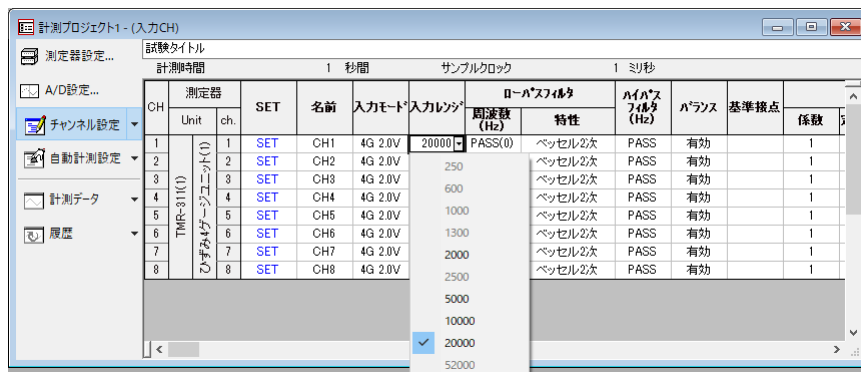 計測プロジェクト1 - (入力CH)
測定器設定...
A/D設定...
チャンネル設定
自動計測設定
計測データ
履歴
試験タイトル
計測時間 1 秒間 サンプルクロック 1 ミリ秒
CH 測定器 SET 名前 入力モード 入力レンジ ローパスフィルタ ハイパスフィルタ(Hz) バランス 基準接点
Unit ch. 周波数(Hz) 特性 係数
TMR-311(1)
ひずみ4ゲージユニット(1)
1 1 SET CH1 4G 2.0V 20000 PASS(0) ベッセル2次 PASS 有効 1
2 2 SET CH2 4G 2.0V ベッセル2次 PASS 有効 1
3 3 SET CH3 4G 2.0V ベッセル2次 PASS 有効 1
4 4 SET CH4 4G 2.0V ベッセル2次 PASS 有効 1
5 5 SET CH5 4G 2.0V ベッセル2次 PASS 有効 1
6 6 SET CH6 4G 2.0V ベッセル2次 PASS 有効 1
7 7 SET CH7 4G 2.0V ベッセル2次 PASS 有効 1
8 8 SET CH8 4G 2.0V ベッセル2次 PASS 有効 1
250
600
1000
1300
2000
2500
5000
10000
20000
52000